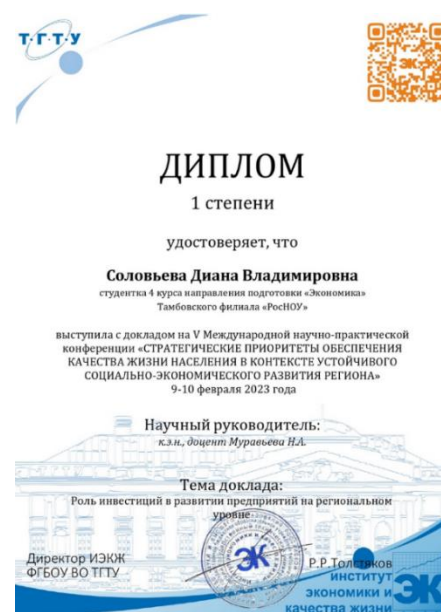 Т·Г·Т·У
ЭК
ДИПЛОМ
1 степени
удостоверяет, что
Соловьева Диана Владимировна
студентка 4 курса направления подготовки «Экономика»
Тамбовского филиала «РосНОУ»
выступила с докладом на V Международной научно-практической
конференции «СТРАТЕГИЧЕСКИЕ ПРИОРИТЕТЫ ОБЕСПЕЧЕНИЯ
КАЧЕСТВА ЖИЗНИ НАСЕЛЕНИЯ В КОНТЕКСТЕ УСТОЙЧИВОГО
СОЦИАЛЬНО-ЭКОНОМИЧЕСКОГО РАЗВИТИЯ РЕГИОНА»
9-10 февраля 2023 года
Научный руководитель:
к.э.н., доцент Муравьева Н.А.
Тема доклада:
Роль инвестиций в развитии предприятий на региональном
уровне
Директор ИЭКЖ
ФГБОУ ВО ТГТУ
ЭК
Р.Р.Толстяков
институт
экономики и
качества жизни
ЭК